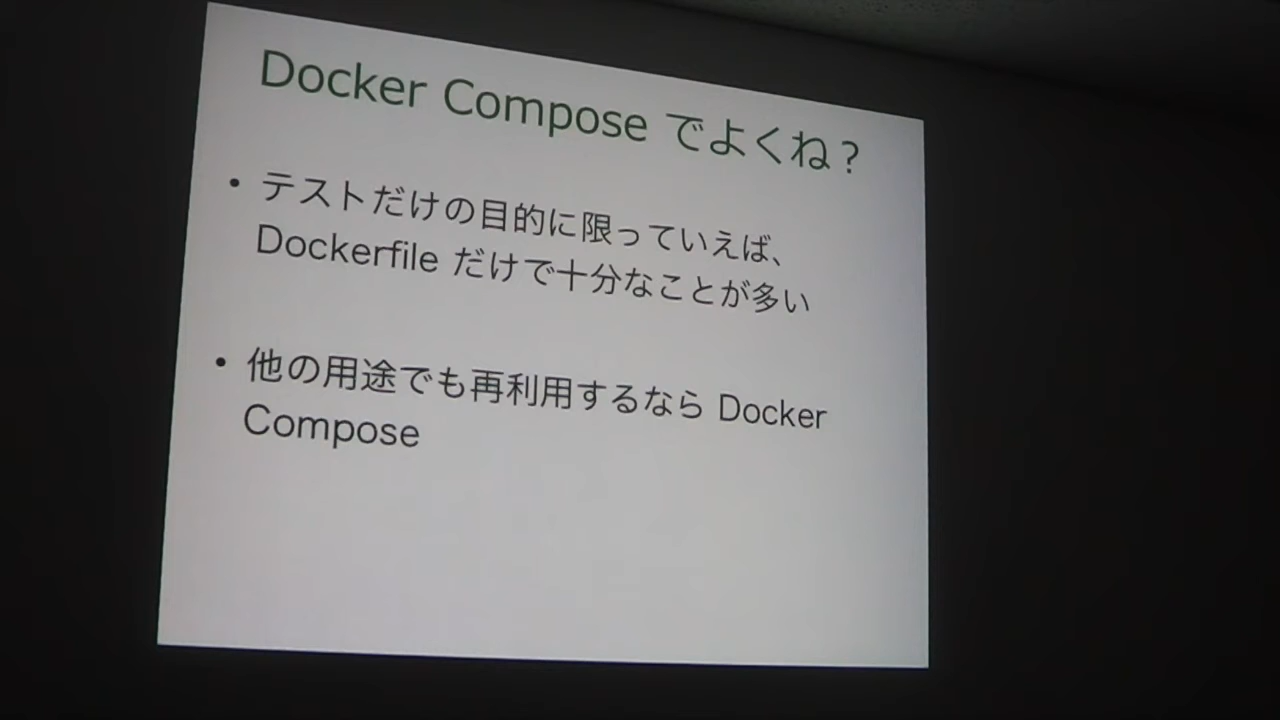 Docker Compose でよくね？
• テストだけの目的に限っていえば、
Dockerfile だけで十分なことが多い
• 他の用途でも再利用するなら Docker
Compose